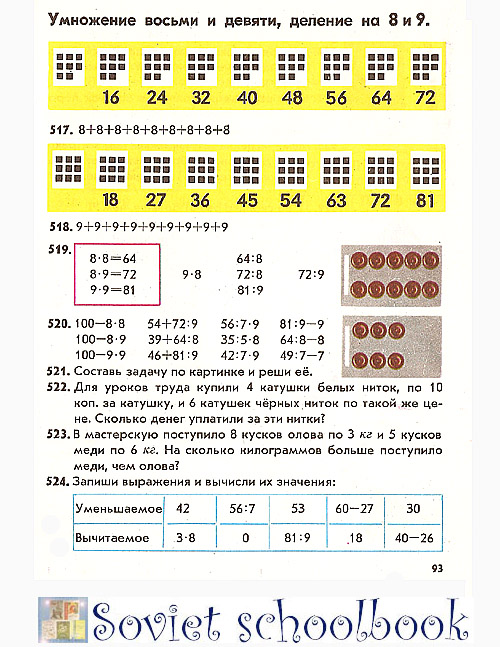 Умножение восьми и девяти, деление на 8 и 9.
16 24 32 40 48 56 64 72
517. 8+8+8+8+8+8+8+8+8
18 27 36 45 54 63 72 81
518. 9+9+9+9+9+9+9+9+9
519.
8·8=64 64:8
8·9=72 9·8 72:8 72:9
9·9=81 81:9
520. 100−8·8 54+72:9 56:7·9 81:9−9
100−8·9 39+64:8 35:5·8 64:8−8
100−9·9 46+81:9 42:7·9 49:7−7
521. Составь задачу по картинке и реши её.
522. Для уроков труда купили 4 катушки белых ниток, по 10
коп. за катушку, и 6 катушек чёрных ниток по такой же це-
не. Сколько денег уплатили за эти нитки?
523. В мастерскую поступило 8 кусков олова по 3 кг и 5 кусков
меди по 6 кг. На сколько килограммов больше поступило
меди, чем олова?
524. Запиши выражения и вычисли их значения:
Уменьшаемое 42 56:7 53 60−27 30
Вычитаемое 3·8 0 81:9 18 40−26
93
Soviet schoolbook